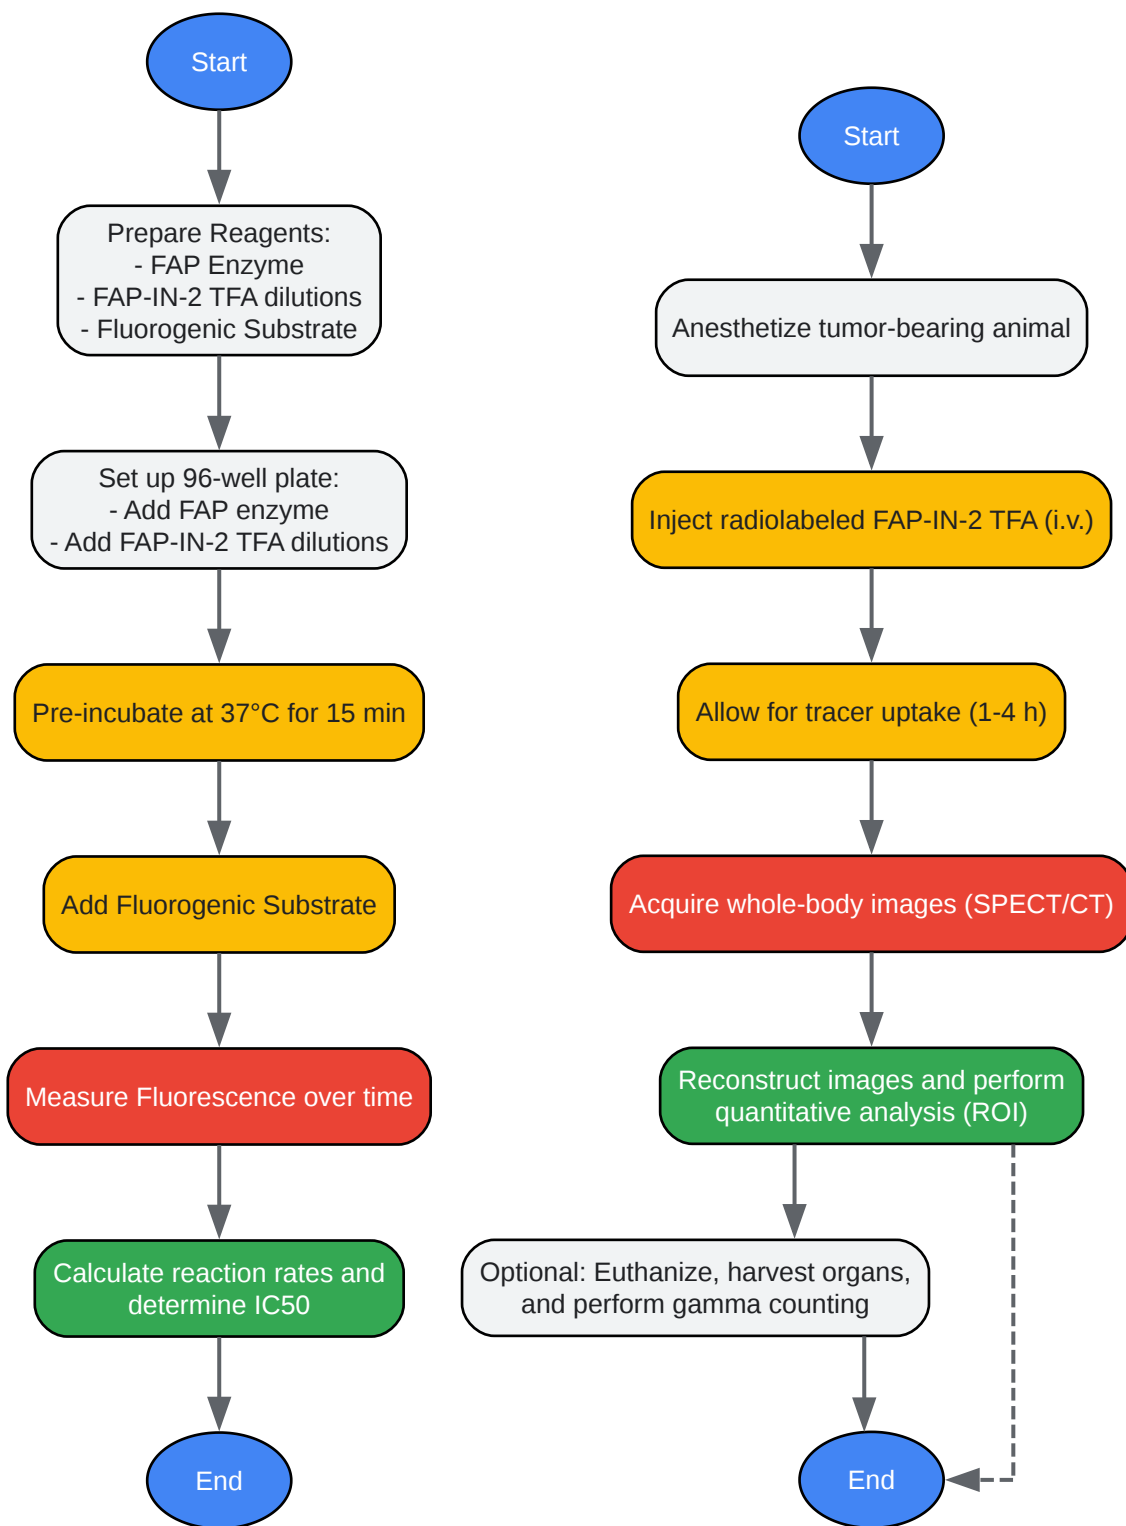 Start
Prepare Reagents:
- FAP Enzyme
- FAP-IN-2 TFA dilutions
- Fluorogenic Substrate
Set up 96-well plate:
- Add FAP enzyme
- Add FAP-IN-2 TFA dilutions
Pre-incubate at 37°C for 15 min
Add Fluorogenic Substrate
Measure Fluorescence over time
Calculate reaction rates and
determine IC50
End
Start
Anesthetize tumor-bearing animal
Inject radiolabeled FAP-IN-2 TFA (i.v.)
Allow for tracer uptake (1-4 h)
Acquire whole-body images (SPECT/CT)
Reconstruct images and perform
quantitative analysis (ROI)
Optional: Euthanize, harvest organs,
and perform gamma counting
End